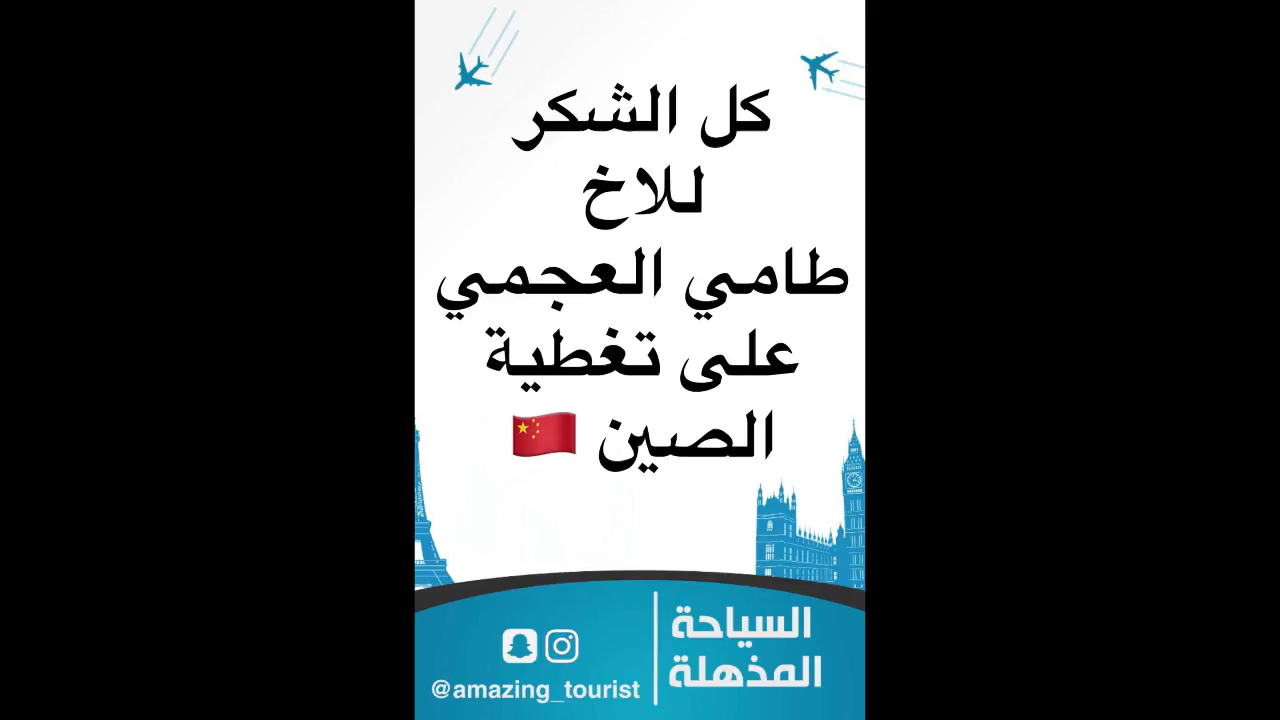 كل الشكر
للاخ
طامي العجمي
على تغطية
الصين 🇨🇳
السياحة
المذهلة
@amazing_tourist